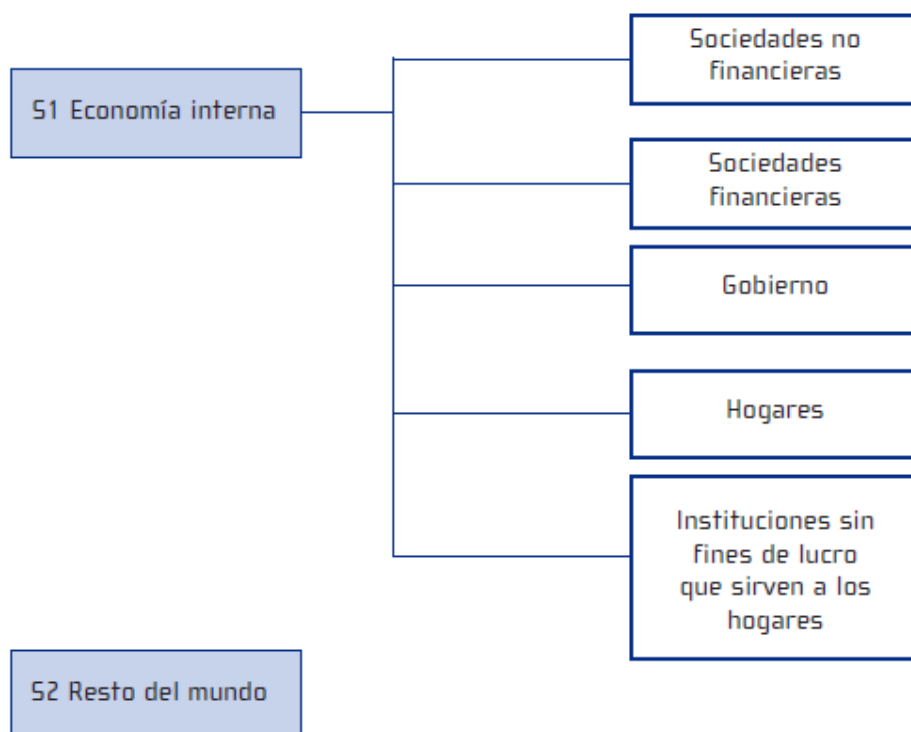 S1 Economía interna
Sociedades no
financieras
Sociedades
financieras
Gobierno
Hogares
Instituciones sin
fines de lucro
que sirven a los
hogares
S2 Resto del mundo